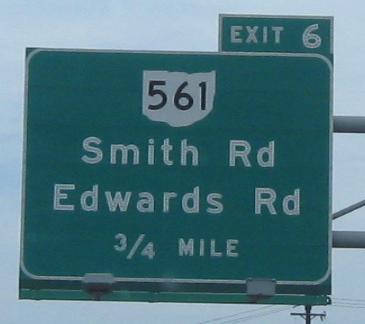 EXIT 6
561
Smith Rd
Edwards Rd
3/4 MILE